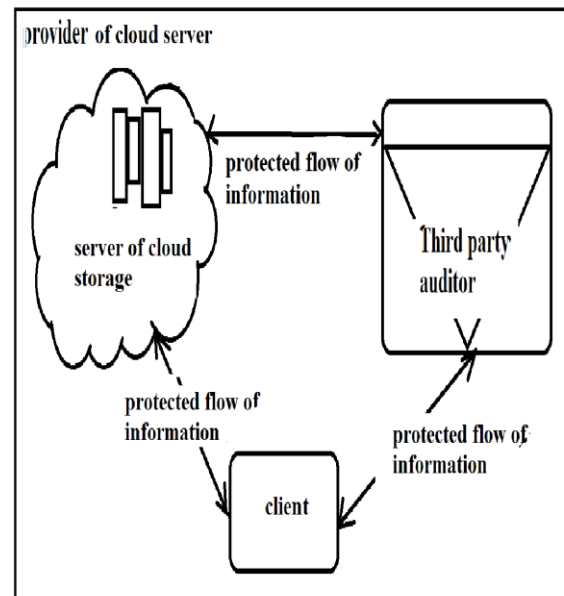 provider of cloud server
protected flow of
information
server of cloud
storage
Third party
auditor
protected flow of
information
protected flow of
information
client